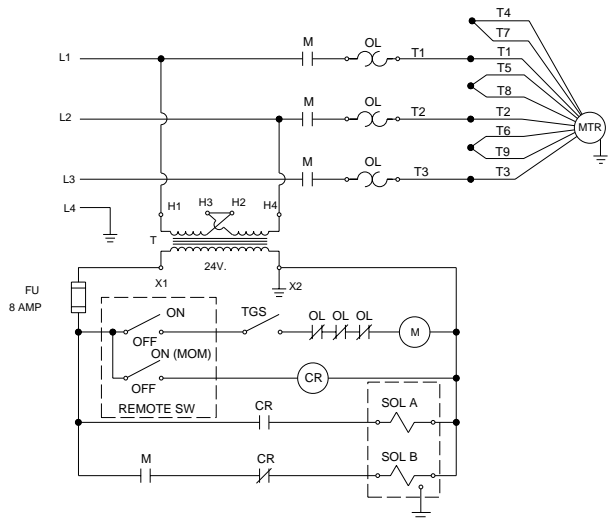 T4
T7
L1
M
OL
T1
T1
T5
T8
L2
M
OL
T2
T2
MTR
T6
T9
L3
M
OL
T3
T3
L4
H1
H3
H2
H4
T
X1
24V.
X2
FU
8 AMP
ON
OFF
TGS
OL
OL
OL
M
ON (MOM)
OFF
CR
REMOTE SW
CR
SOL A
M
CR
SOL B